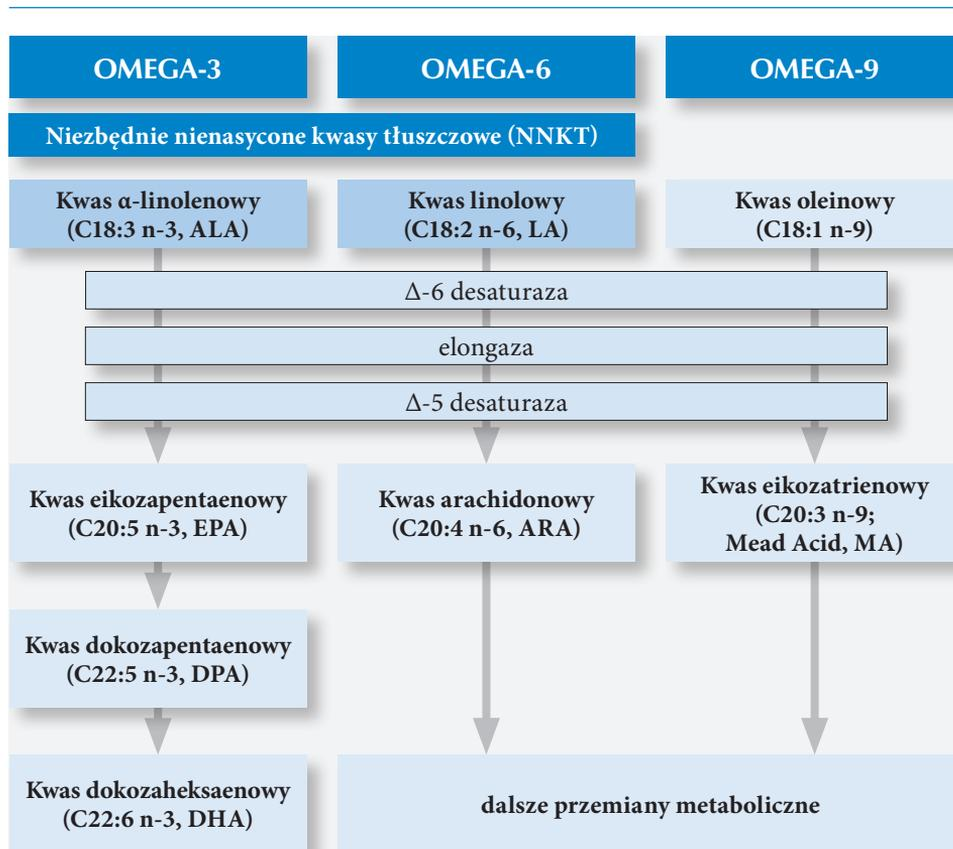 OMEGA-3
OMEGA-6
OMEGA-9
Niezbędnie nienasycone kwasy tłuszczowe (NNKT)
Kwas α-linolenowy
(C18:3 n-3, ALA)
Kwas linolowy
(C18:2 n-6, LA)
Kwas oleinowy
(C18:1 n-9)
Δ-6 desaturaza
elongaza
Δ-5 desaturaza
Kwas eikozapentaenowy
(C20:5 n-3, EPA)
Kwas arachidonowy
(C20:4 n-6, ARA)
Kwas eikozatrienowy
(C20:3 n-9;
Mead Acid, MA)
Kwas dokozapentaenowy
(C22:5 n-3, DPA)
Kwas dokozaheksaenowy
(C22:6 n-3, DHA)
dalsze przemiany metaboliczne